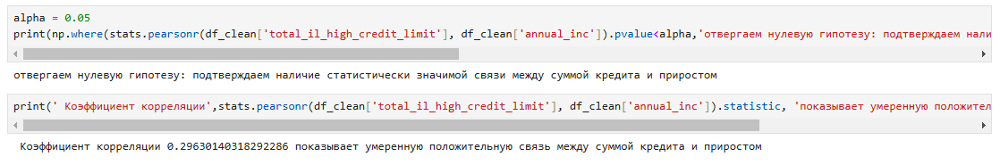 alpha = 0.05
print(np.where(stats.pearsonr(df_clean['total_il_high_credit_limit'], df_clean['annual_inc']).pvalue<alpha,'отвергаем нулевую гипотезу: подтверждаем нали
отвергаем нулевую гипотезу: подтверждаем наличие статистически значимой связи между суммой кредита и приростом
print(' Коэффициент корреляции',stats.pearsonr(df_clean['total_il_high_credit_limit'], df_clean['annual_inc']).statistic, 'показывает умеренную положител
Коэффициент корреляции 0.29630140318292286 показывает умеренную положительную связь между суммой кредита и приростом